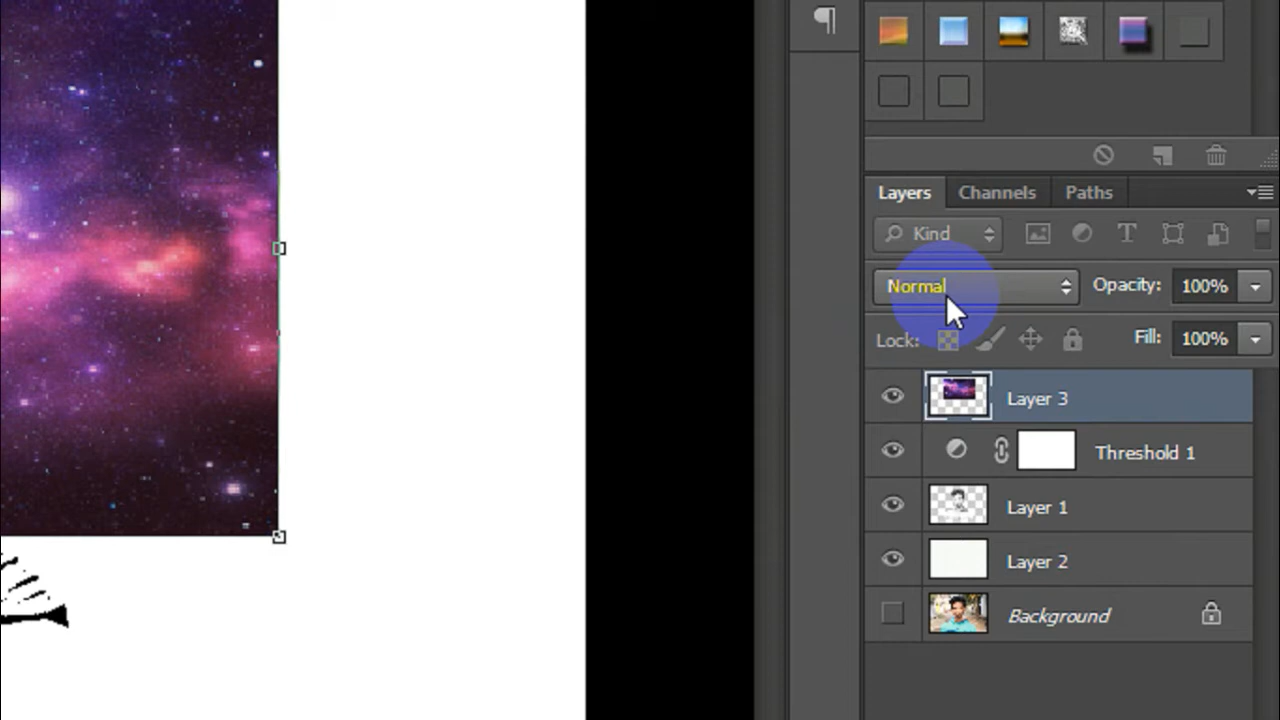 Layers Channels Paths
Kind
Normal Opacity: 100%
Lock: Fill: 100%
Layer 3
Threshold 1
Layer 1
Layer 2
Background